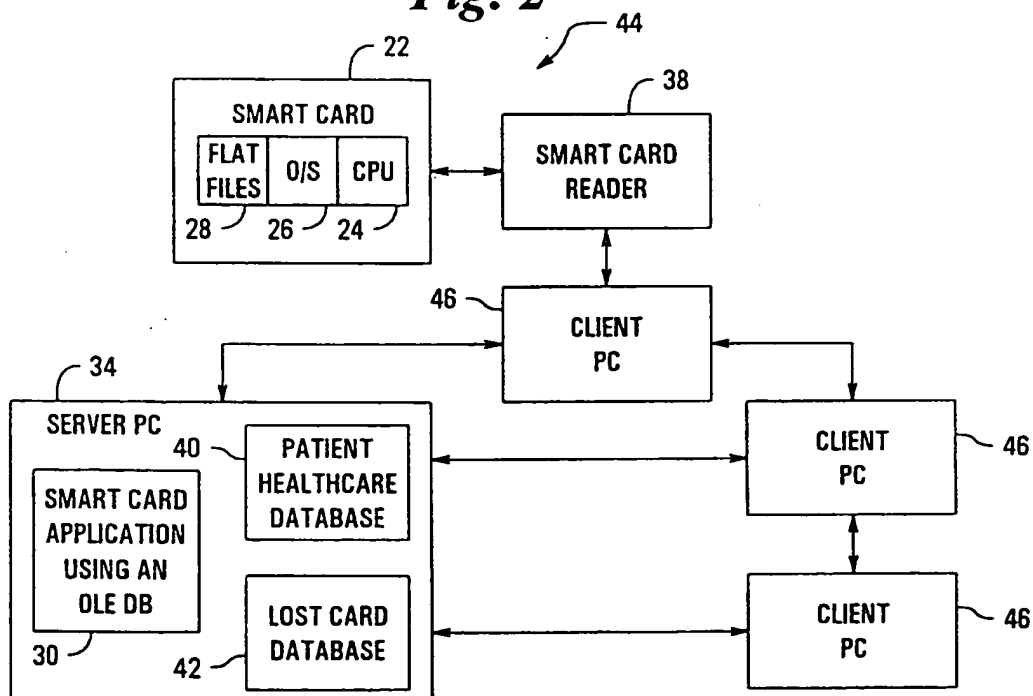 Fig. 2
44
22
38
SMART CARD
FLAT
FILES
O/S
CPU
28
26
24
SMART CARD
READER
46
CLIENT
PC
34
SERVER PC
40
PATIENT
HEALTHCARE
DATABASE
CLIENT
PC
46
SMART CARD
APPLICATION
USING AN
OLE DB
30
LOST CARD
DATABASE
42
CLIENT
PC
46